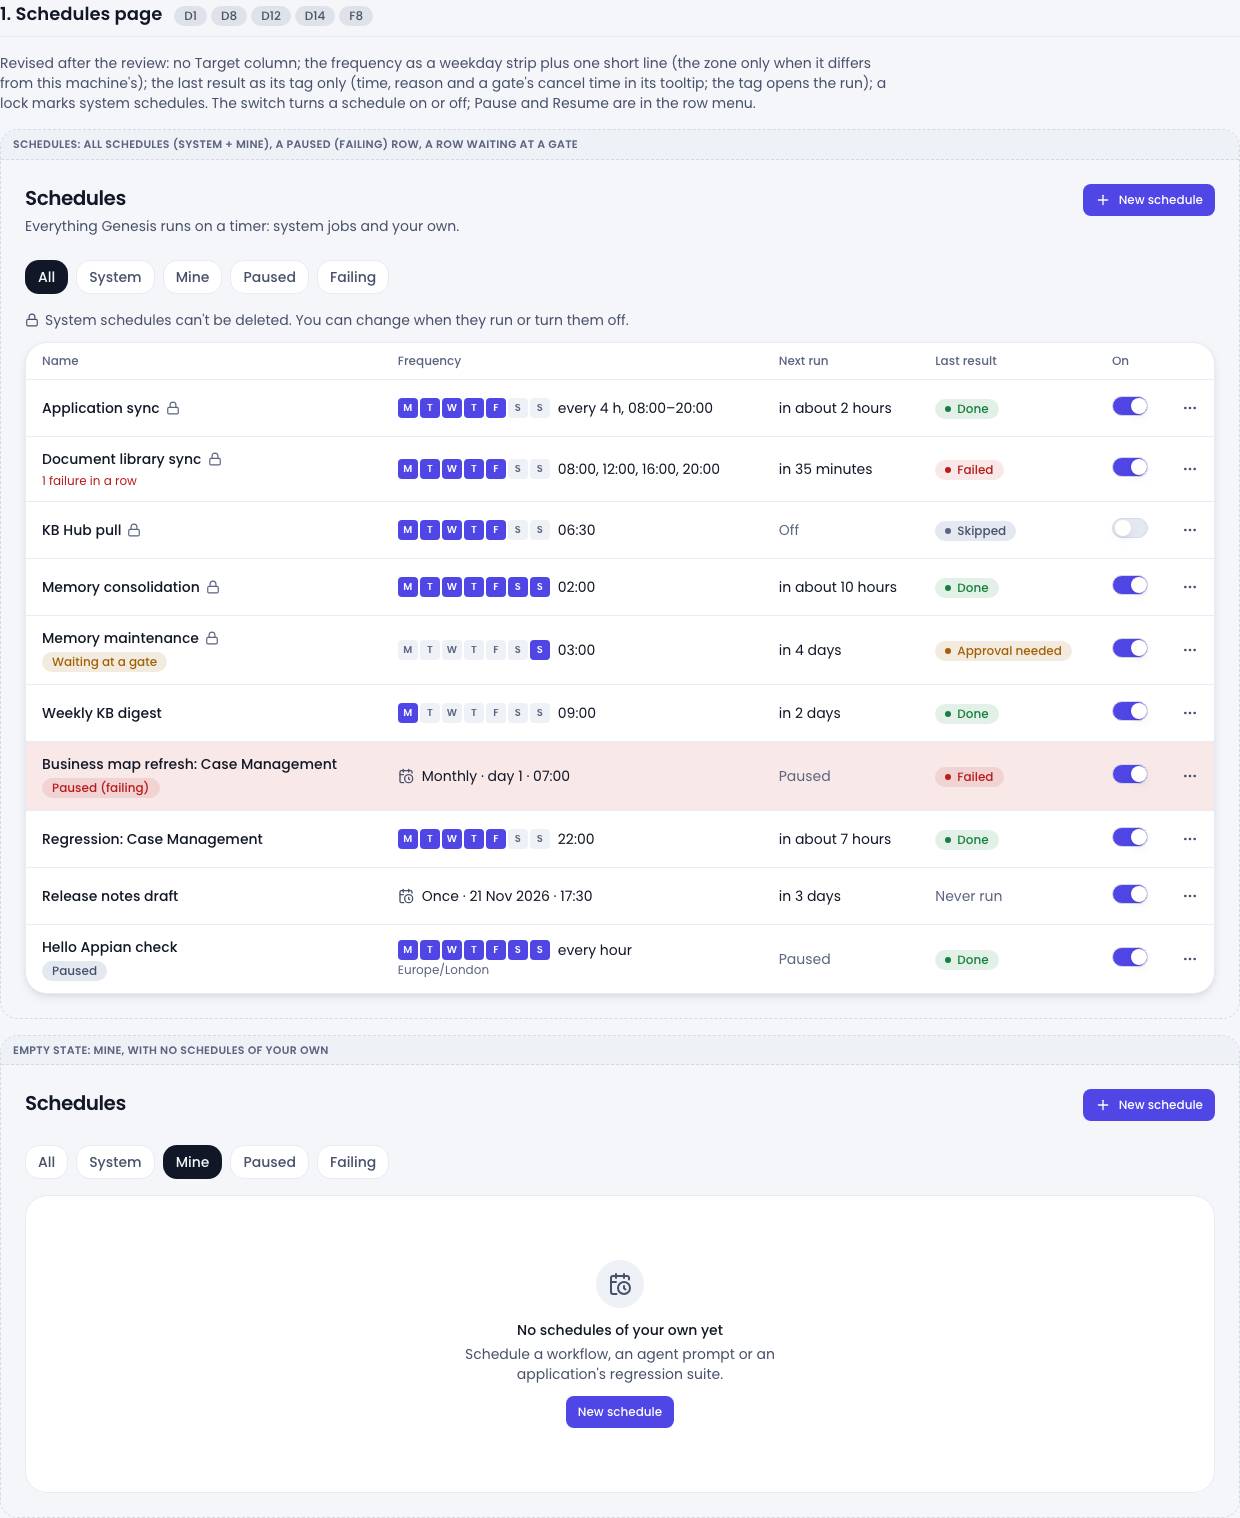 1. Schedules page D1 D8 D12 D14 F8
Revised after the review: no Target column; the frequency as a weekday strip plus one short line (the zone only when it differs
from this machine's); the last result as its tag only (time, reason and a gate's cancel time in its tooltip; the tag opens the run); a
lock marks system schedules. The switch turns a schedule on or off; Pause and Resume are in the row menu.
SCHEDULES: ALL SCHEDULES (SYSTEM + MINE), A PAUSED (FAILING) ROW, A ROW WAITING AT A GATE
Schedules
New schedule
Everything Genesis runs on a timer: system jobs and your own.
All System Mine Paused Failing
System schedules can't be deleted. You can change when they run or turn them off.
Name Frequency Next run Last result On
Application sync M T W T F S S every 4 h, 08:00–20:00 in about 2 hours Done
Document library sync M T W T F S S 08:00, 12:00, 16:00, 20:00 in 35 minutes Failed
1 failure in a row
KB Hub pull M T W T F S S 06:30 Off Skipped
Memory consolidation M T W T F S S 02:00 in about 10 hours Done
Memory maintenance M T W T F S S 03:00 in 4 days Approval needed
Waiting at a gate
Weekly KB digest M T W T F S S 09:00 in 2 days Done
Business map refresh: Case Management Monthly · day 1 · 07:00 Paused Failed
Paused (failing)
Regression: Case Management M T W T F S S 22:00 in about 7 hours Done
Release notes draft Once · 21 Nov 2026 · 17:30 in 3 days Never run
Hello Appian check M T W T F S S every hour Paused Done
Paused Europe/London
EMPTY STATE: MINE, WITH NO SCHEDULES OF YOUR OWN
Schedules
New schedule
All System Mine Paused Failing
No schedules of your own yet
Schedule a workflow, an agent prompt or an
application's regression suite.
New schedule